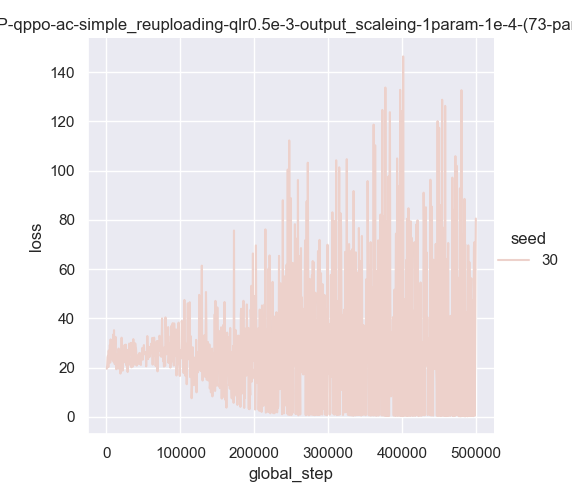 P-qppo-ac-simple_reuploading-qlr0.5e-3-output_scaleing-1param-1e-4-(73-par
140
120
100
80
60
40
20
0
loss
0 100000 200000 300000 400000 500000
global_step
seed
30